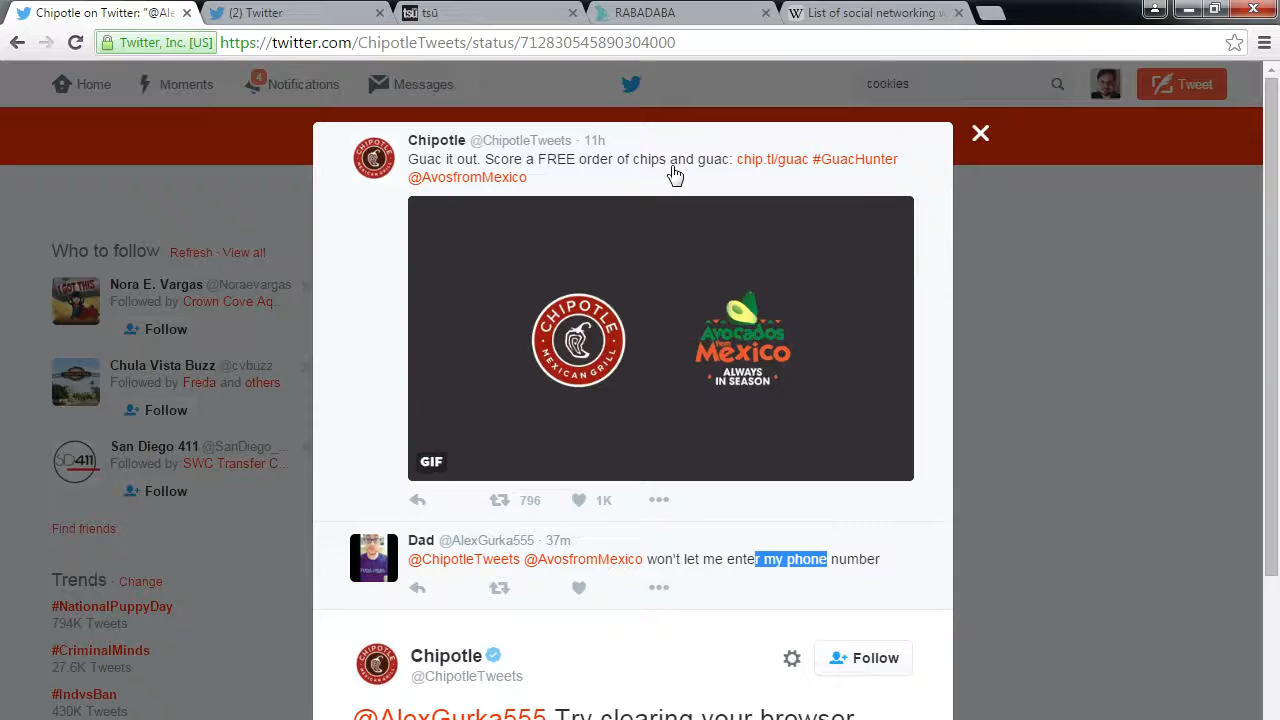 Chipotle on Twitter: "@Ale
(2) Twitter
tsū
tsū
RABADABA
W
List of social networking w
Twitter, Inc. [US]
https://twitter.com/ChipotleTweets/status/712839545890304000
Home
Moments
4
Notifications
Messages
cookies
Tweet
Chipotle @ChipotleTweets · 11h
Guac it out. Score a FREE order of chips and guac: chip.tl/guac #GuacHunter
@AvosfromMexico
CHIPOTLE
MEXICAN GRILL
Avocados
from
Mexico
ALWAYS
IN SEASON
GIF
796
1K
Who to follow Refresh · View all
I GOT THIS
Nora E. Vargas @Noraevargas
Followed by Crown Cove Aq...
Follow
Chula Vista Buzz @cvbuzz
Followed by Freda and others
Follow
SD411
San Diego 411 @SanDiego_...
Followed by SWC Transfer C...
Follow
Find friends
Trends · Change
#NationalPuppyDay
794K Tweets
#CriminalMinds
27.6K Tweets
#IndvsBan
430K Tweets
Dad @AlexGurka555 · 37m
@ChipotleTweets @AvosfromMexico won't let me enter my phone number
Chipotle
@ChipotleTweets
Follow
@AlexGurka555 Try clearing your browser